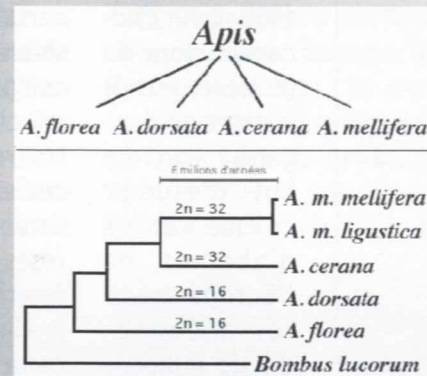 Apis
A. florea A. dorsata A. cerana A. mellifera
6 milions d'années
2n = 32
A. m. mellifera
A. m. ligustica
2n = 32
A. cerana
2n = 16
A. dorsata
2n = 16
A. florea
Bombus lucorum